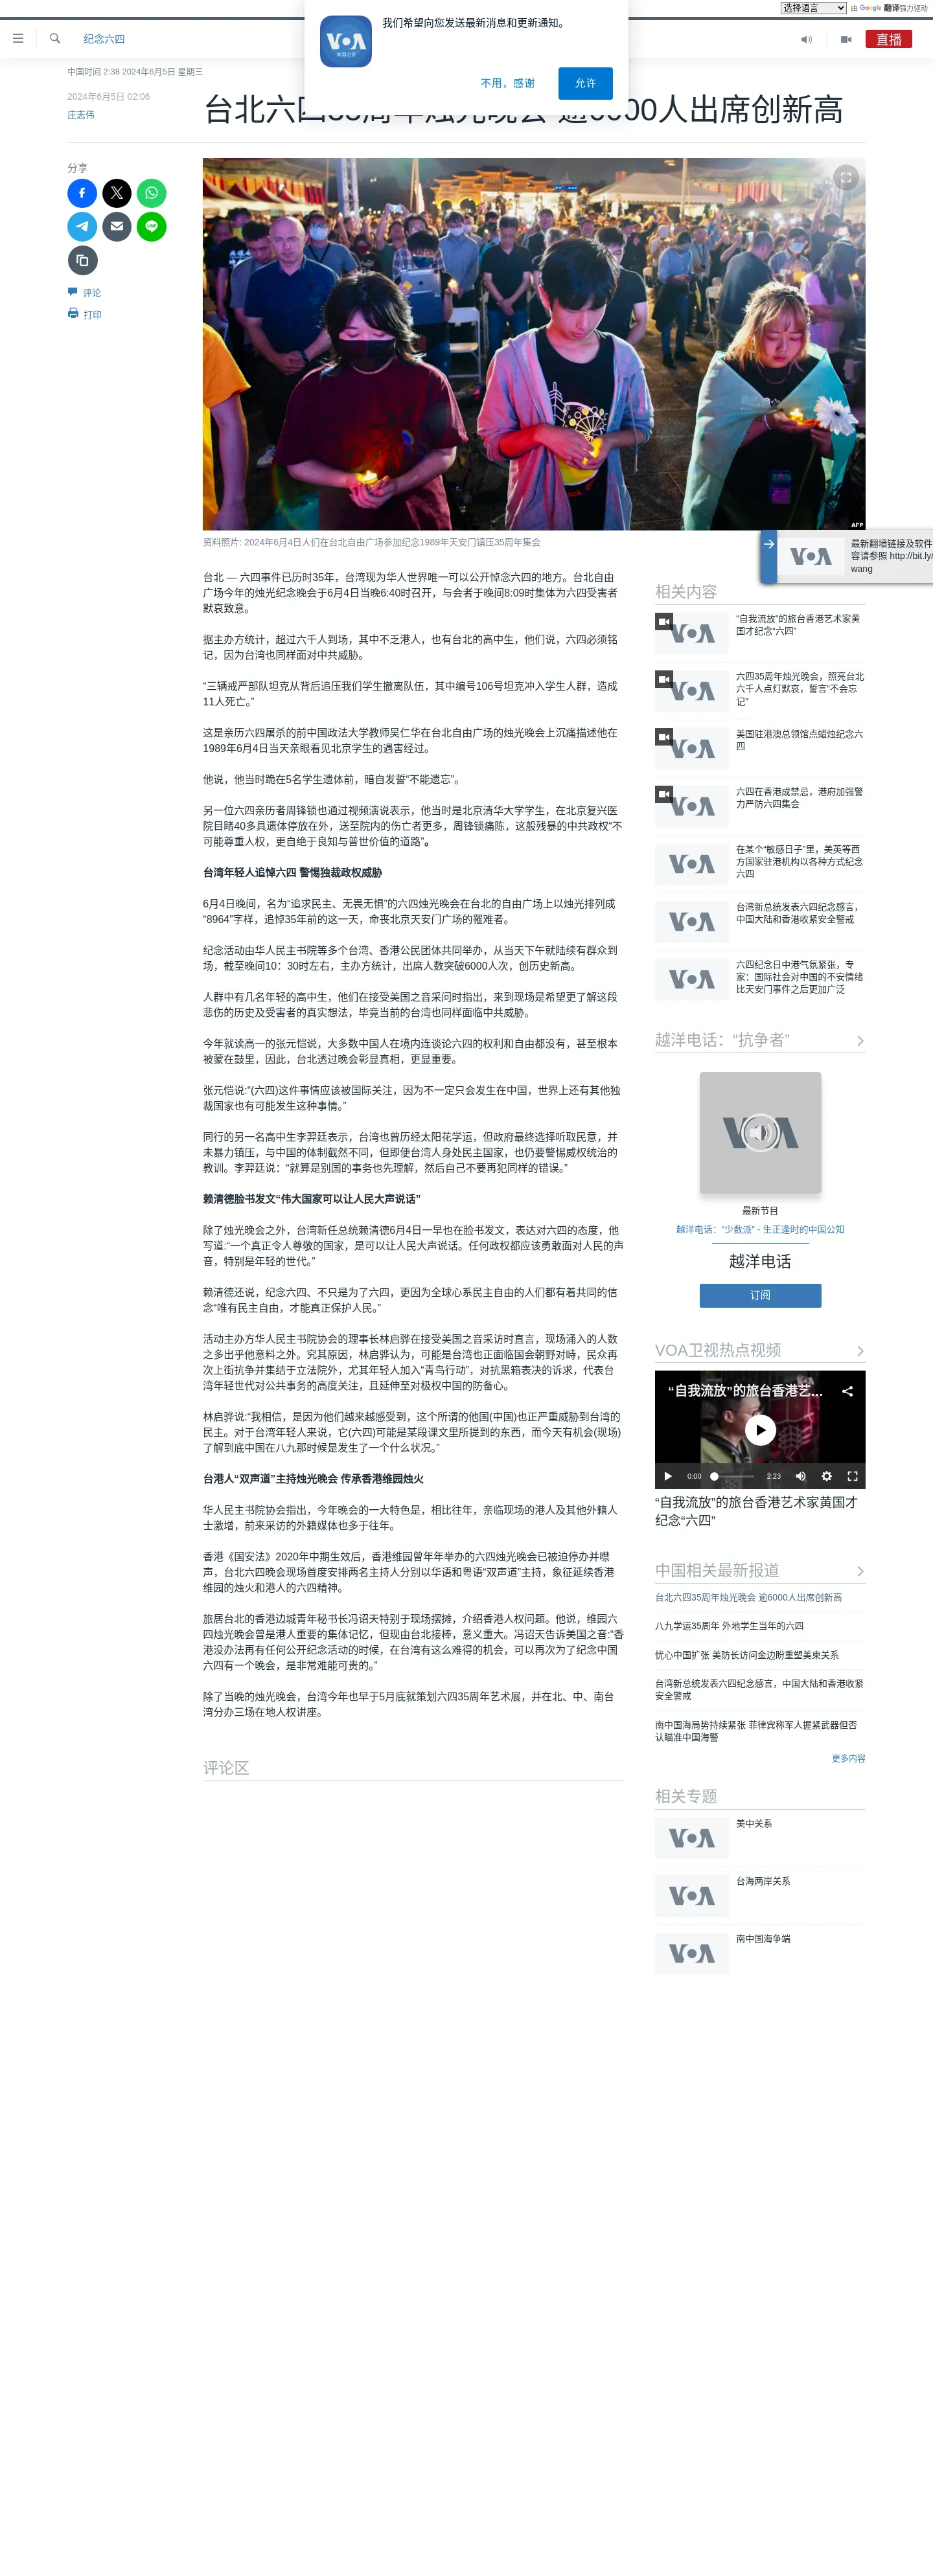 选择语言
由 Google 翻译强力驱动
我们希望向您发送最新消息和更新通知。
VOA
美国之音
不用，感谢
允许
纪念六四
直播
中国时间 2:38 2024年6月5日 星期三
2024年6月5日 02:06
庄志伟
台北六四35周年烛光晚会 逾6000人出席创新高
分享
评论
打印
AFP
资料照片: 2024年6月4日人们在台北自由广场参加纪念1989年天安门镇压35周年集会
最新翻墙链接及软件
容请参照 http://bit.ly/
wang
台北 — 六四事件已历时35年，台湾现为华人世界唯一可以公开悼念六四的地方。台北自由
广场今年的烛光纪念晚会于6月4日当晚6:40时召开，与会者于晚间8:09时集体为六四受害者
默哀致意。
据主办方统计，超过六千人到场，其中不乏港人，也有台北的高中生，他们说，六四必须铭
记，因为台湾也同样面对中共威胁。
“三辆戒严部队坦克从背后追压我们学生撤离队伍，其中编号106号坦克冲入学生人群，造成
11人死亡。”
这是亲历六四屠杀的前中国政法大学教师吴仁华在台北自由广场的烛光晚会上沉痛描述他在
1989年6月4日当天亲眼看见北京学生的遇害经过。
他说，他当时跪在5名学生遗体前，暗自发誓“不能遗忘”。
另一位六四亲历者周锋锁也通过视频演说表示，他当时是北京清华大学学生，在北京复兴医
院目睹40多具遗体停放在外，送至院内的伤亡者更多，周锋锁痛陈，这般残暴的中共政权“不
可能尊重人权，更自绝于良知与普世价值的道路”。
台湾年轻人追悼六四 警惕独裁政权威胁
6月4日晚间，名为“追求民主、无畏无惧”的六四烛光晚会在台北的自由广场上以烛光排列成
“8964”字样，追悼35年前的这一天，命丧北京天安门广场的罹难者。
纪念活动由华人民主书院等多个台湾、香港公民团体共同举办，从当天下午就陆续有群众到
场，截至晚间10：30时左右，主办方统计，出席人数突破6000人次，创历史新高。
人群中有几名年轻的高中生，他们在接受美国之音采问时指出，来到现场是希望更了解这段
悲伤的历史及受害者的真实想法，毕竟当前的台湾也同样面临中共威胁。
今年就读高一的张元恺说，大多数中国人在境内连谈论六四的权利和自由都没有，甚至根本
被蒙在鼓里，因此，台北透过晚会彰显真相，更显重要。
张元恺说:“(六四)这件事情应该被国际关注，因为不一定只会发生在中国，世界上还有其他独
裁国家也有可能发生这种事情。”
同行的另一名高中生李羿廷表示，台湾也曾历经太阳花学运，但政府最终选择听取民意，并
未暴力镇压，与中国的体制截然不同，但即便台湾人身处民主国家，也仍要警惕威权统治的
教训。李羿廷说：“就算是别国的事务也先理解，然后自己不要再犯同样的错误。”
赖清德脸书发文“伟大国家可以让人民大声说话”
除了烛光晚会之外，台湾新任总统赖清德6月4日一早也在脸书发文，表达对六四的态度，他
写道:“一个真正令人尊敬的国家，是可以让人民大声说话。任何政权都应该勇敢面对人民的声
音，特别是年轻的世代。”
赖清德还说，纪念六四、不只是为了六四，更因为全球心系民主自由的人们都有着共同的信
念“唯有民主自由，才能真正保护人民。”
活动主办方华人民主书院协会的理事长林启骅在接受美国之音采访时直言，现场涌入的人数
之多出乎他意料之外。究其原因，林启骅认为，可能是台湾也正面临国会朝野对峙，民众再
次上街抗争并集结于立法院外，尤其年轻人加入“青鸟行动”，对抗黑箱表决的诉求，代表台
湾年轻世代对公共事务的高度关注，且延伸至对极权中国的防备心。
林启骅说:“我相信，是因为他们越来越感受到，这个所谓的他国(中国)也正严重威胁到台湾的
民主。对于台湾年轻人来说，它(六四)可能是某段课文里所提到的东西，而今天有机会(现场)
了解到底中国在八九那时候是发生了一个什么状况。”
台港人“双声道”主持烛光晚会 传承香港维园烛火
华人民主书院协会指出，今年晚会的一大特色是，相比往年，亲临现场的港人及其他外籍人
士激增，前来采访的外籍媒体也多于往年。
香港《国安法》2020年中期生效后，香港维园曾年年举办的六四烛光晚会已被迫停办并噤
声，台北六四晚会现场首度安排两名主持人分别以华语和粤语“双声道”主持，象征延续香港
维园的烛火和港人的六四精神。
旅居台北的香港边城青年秘书长冯诏天特别于现场摆摊，介绍香港人权问题。他说，维园六
四烛光晚会曾是港人重要的集体记忆，但现由台北接棒，意义重大。冯诏天告诉美国之音:“香
港没办法再有任何公开纪念活动的时候，在台湾有这么难得的机会，可以再次为了纪念中国
六四有一个晚会，是非常难能可贵的。”
除了当晚的烛光晚会，台湾今年也早于5月底就策划六四35周年艺术展，并在北、中、南台
湾分办三场在地人权讲座。
评论区
相关内容
“自我流放”的旅台香港艺术家黄
国才纪念“六四”
六四35周年烛光晚会，照亮台北
六千人点灯默哀，誓言“不会忘
记”
美国驻港澳总领馆点蜡烛纪念六
四
六四在香港成禁忌，港府加强警
力严防六四集会
在某个“敏感日子”里，美英等西
方国家驻港机构以各种方式纪念
六四
台湾新总统发表六四纪念感言，
中国大陆和香港收紧安全警戒
六四纪念日中港气氛紧张，专
家：国际社会对中国的不安情绪
比天安门事件之后更加广泛
越洋电话：“抗争者”
最新节目
越洋电话：“少数派” - 生正逢时的中国公知
越洋电话
订阅
VOA卫视热点视频
“自我流放”的旅台香港艺...
0:00
2:23
“自我流放”的旅台香港艺术家黄国才
纪念“六四”
中国相关最新报道
台北六四35周年烛光晚会 逾6000人出席创新高
八九学运35周年 外地学生当年的六四
忧心中国扩张 美防长访问金边盼重塑美柬关系
台湾新总统发表六四纪念感言，中国大陆和香港收紧
安全警戒
南中国海局势持续紧张 菲律宾称军人握紧武器但否
认瞄准中国海警
更多内容
相关专题
美中关系
台海两岸关系
南中国海争端